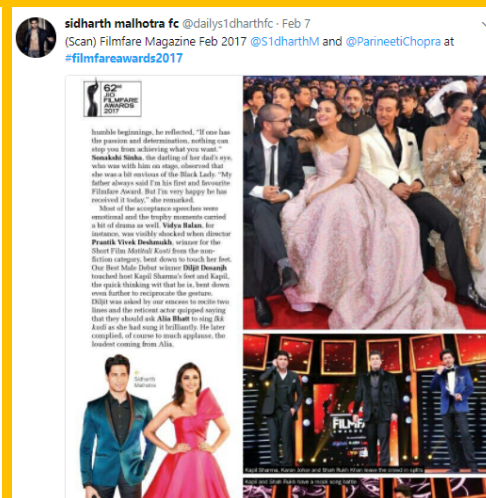 sidharth malhotra fc @dailys1dharthfc · Feb 7
(Scan) Filmfare Magazine Feb 2017 @S1dharthM and @ParineetiChopra at
#filmfareawards2017
62nd
JIO
FILMFARE
AWARDS
2017
humble beginnings, he reflected, "If one has
the passion and determination, nothing can
stop you from achieving what you want."
Sonakshi Sinha, the darling of her dad's eye,
who was with him on stage, observed that
she was a bit envious of the Black Lady. "My
father always said I'm his first and favourite
Filmfare Award. But I'm very happy he has
received it today," she remarked.
Most of the acceptance speeches were
emotional and the trophy moments carried
a bit of drama as well. Vidya Balan, for
instance, was visibly shocked when director
Prantik Vivek Deshmukh, winner for the
Short Film Matitali Kusti from the non-
fiction category, bent down to touch her feet.
Our Best Male Debut winner Diljit Dosanjh
touched host Kapil Sharma's feet and Kapil,
the quick thinking wit that he is, bent down
even further to reciprocate the gesture.
Diljit was asked by our emcees to recite two
lines and the reticent actor quipped saying
that they should ask Alia Bhatt to sing Ikk
kudi as she had sung it brilliantly. He later
complied, of course to much applause, the
loudest coming from Alia.
Sidharth
Malhotra
FILMFA
AWARDS
Kapil Sharma, Karan Johar and Shah Rukh Khan leave the crowd in splits
Kapil and Shah Rukh have a mock song battle